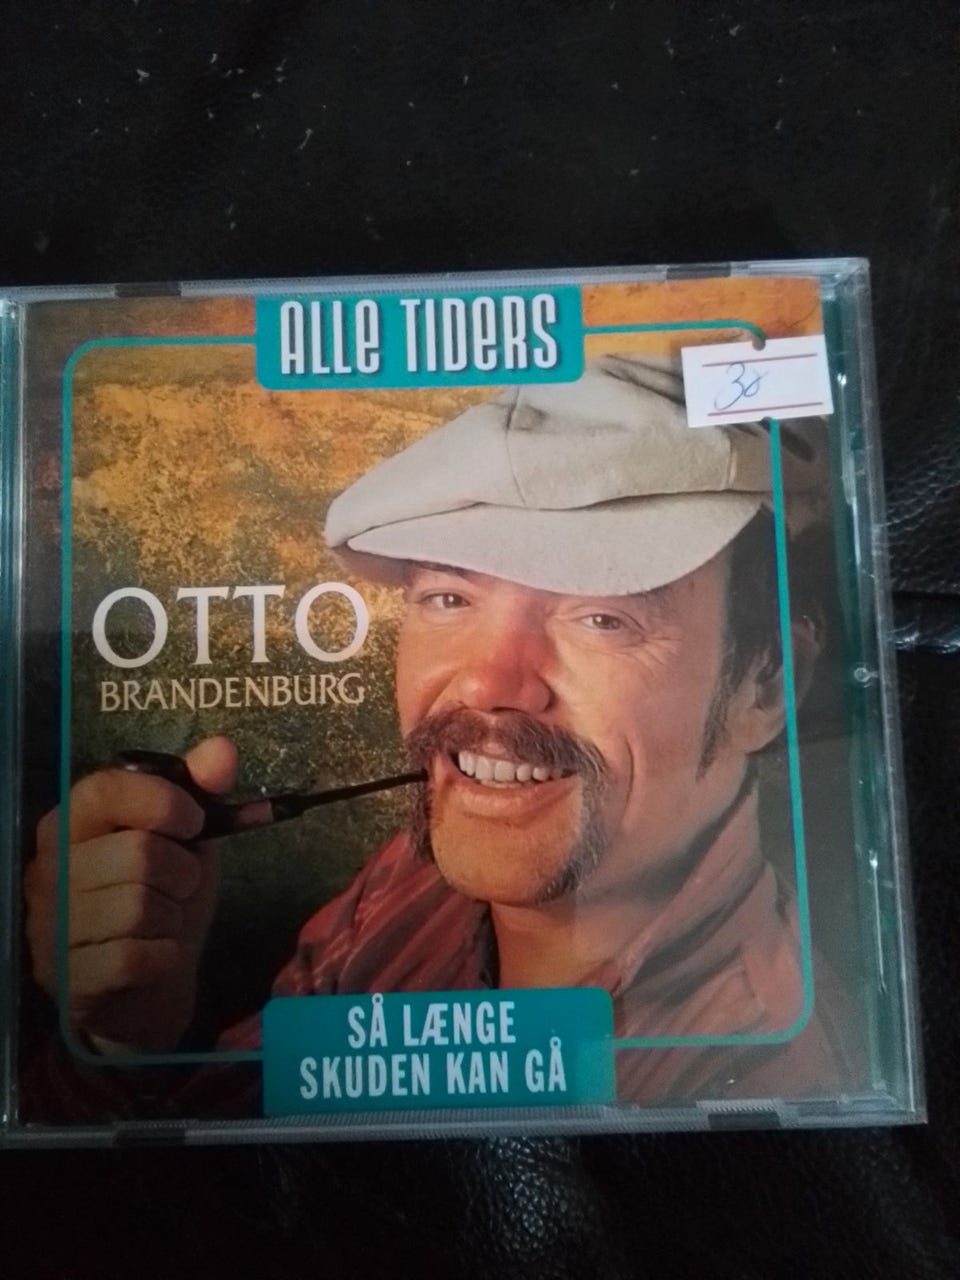 ALLE TIDERS
30
OTTO
BRANDENBURG
SÅ LÆNGE
SKUDEN KAN GÅ